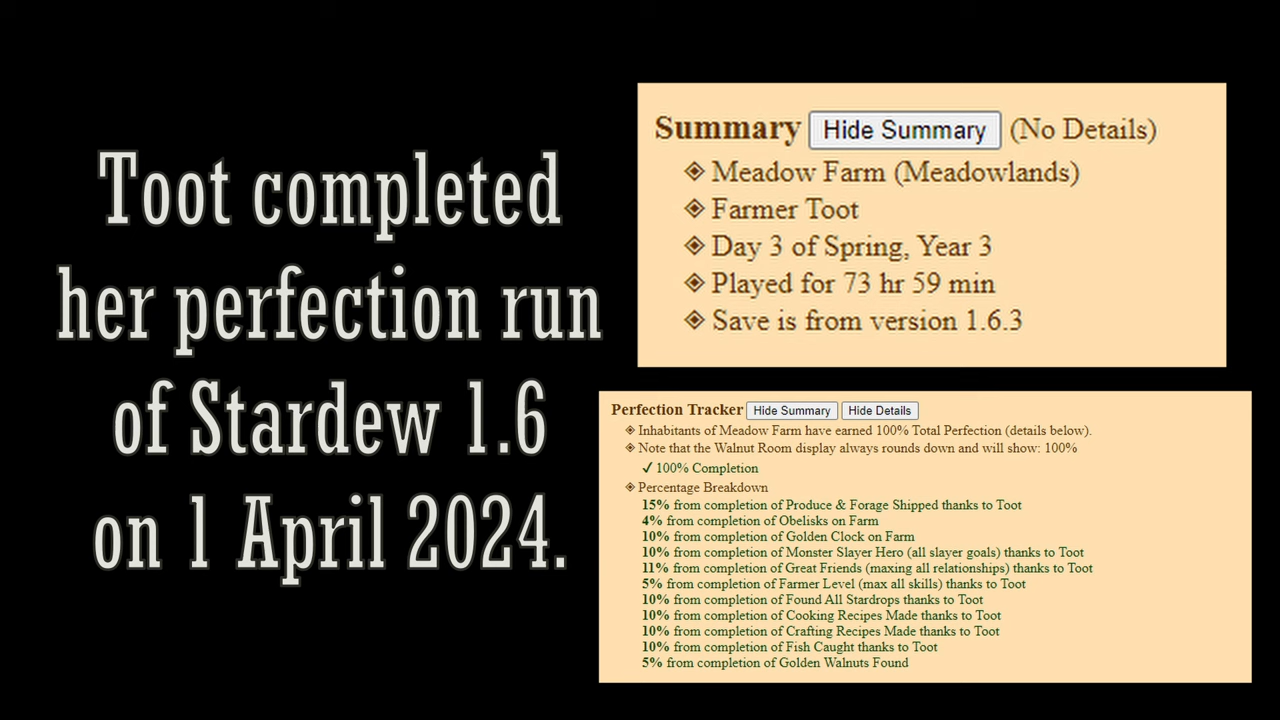 Toot completed
her perfection run
of Stardew 1.6
on 1 April 2024.
Summary Hide Summary (No Details)
Meadow Farm (Meadowlands)
Farmer Toot
Day 3 of Spring, Year 3
Played for 73 hr 59 min
Save is from version 1.6.3
Perfection Tracker Hide Summary Hide Details
Inhabitants of Meadow Farm have earned 100% Total Perfection (details below).
Note that the Walnut Room display always rounds down and will show: 100%
✓ 100% Completion
Percentage Breakdown
15% from completion of Produce & Forage Shipped thanks to Toot
4% from completion of Obelisks on Farm
10% from completion of Golden Clock on Farm
10% from completion of Monster Slayer Hero (all slayer goals) thanks to Toot
11% from completion of Great Friends (maxing all relationships) thanks to Toot
5% from completion of Farmer Level (max all skills) thanks to Toot
10% from completion of Found All Stardrops thanks to Toot
10% from completion of Cooking Recipes Made thanks to Toot
10% from completion of Crafting Recipes Made thanks to Toot
10% from completion of Fish Caught thanks to Toot
5% from completion of Golden Walnuts Found